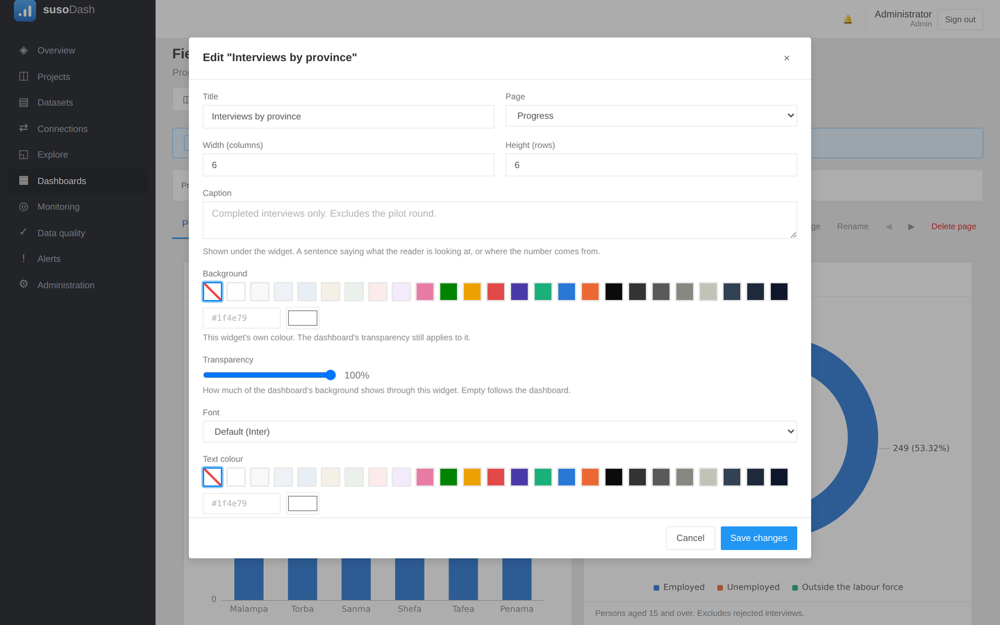 susoDash
Administrator
Admin
Sign out
Overview
Projects
Datasets
Connections
Explore
Dashboards
Monitoring
Data quality
Alerts
Administration
Edit "Interviews by province"
×
Title
Page
Interviews by province
Progress
Width (columns)
Height (rows)
6
6
Caption
Completed interviews only. Excludes the pilot round.
Shown under the widget. A sentence saying what the reader is looking at, or where the number comes from.
Background
#1f4e79
This widget's own colour. The dashboard's transparency still applies to it.
Transparency
100%
How much of the dashboard's background shows through this widget. Empty follows the dashboard.
Font
Default (Inter)
Text colour
#1f4e79
Cancel
Save changes
Rename
Delete page
249 (53.32%)
0
Malampa
Torba
Sanma
Shefa
Tafea
Penama
Employed
Unemployed
Outside the labour force
Persons aged 15 and over. Excludes rejected interviews.